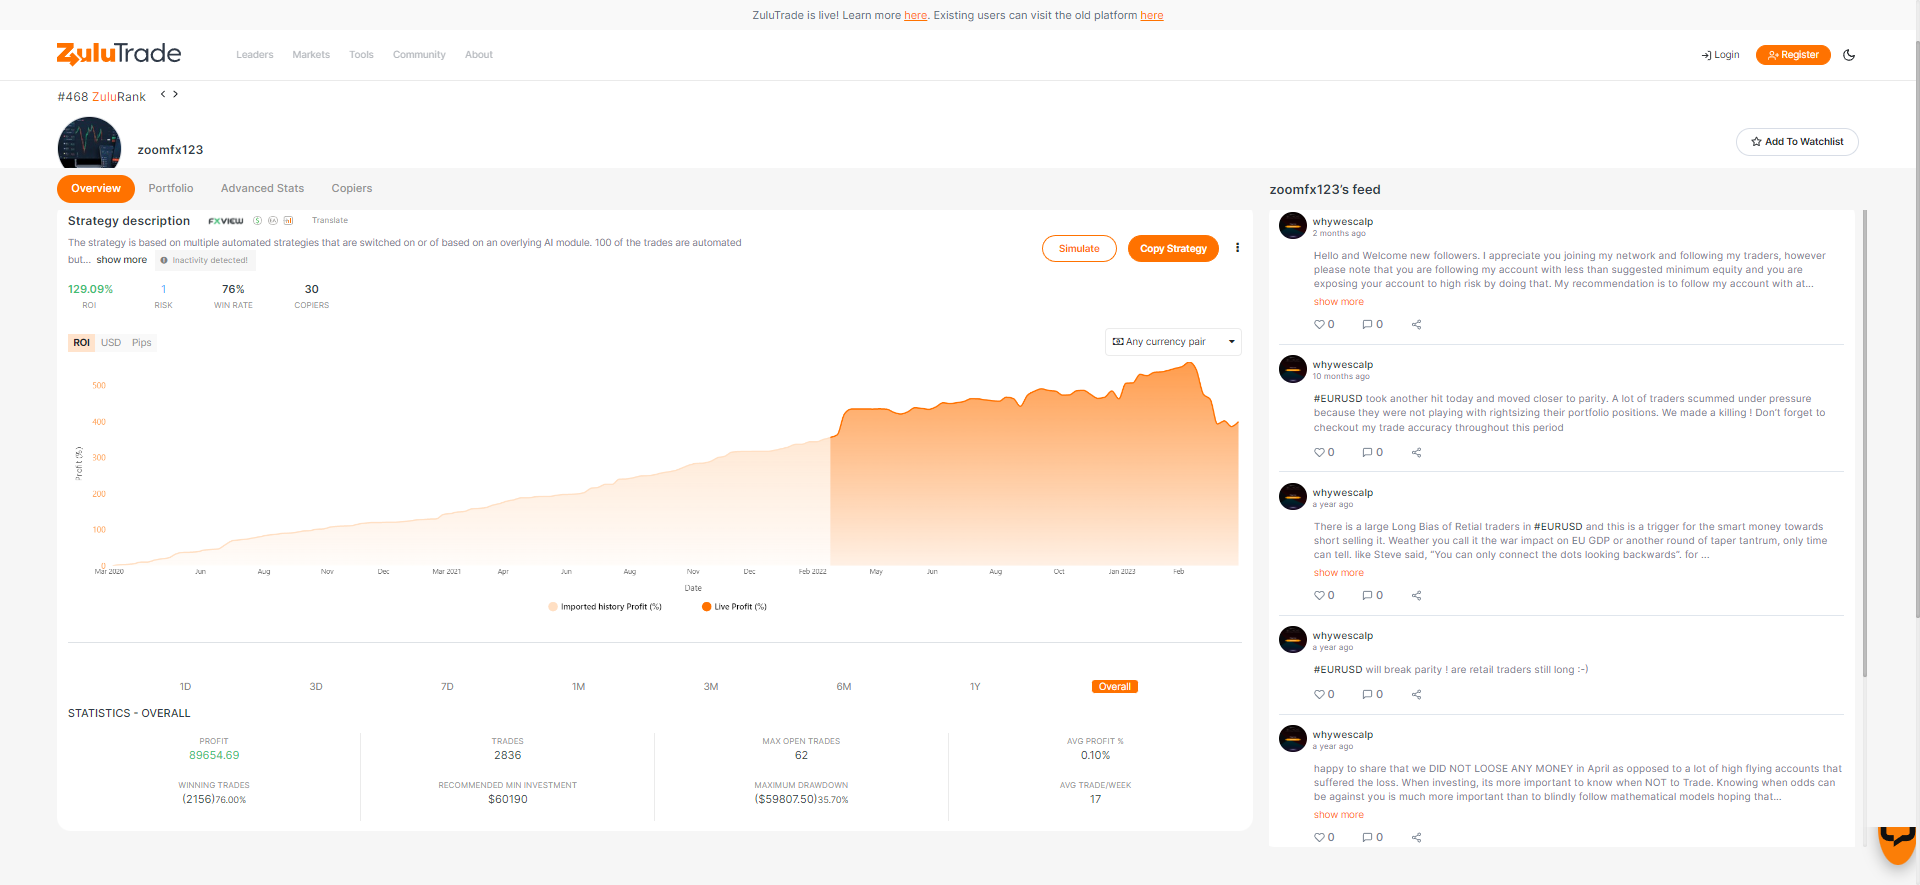 ZuluTrade is live! Learn more here. Existing users can visit the old platform here
ZuluTrade
Leaders Markets Tools Community About
Login Register
#468 ZuluRank
zoomfx123
Add To Watchlist
Overview Portfolio Advanced Stats Copiers
Strategy description FXVIEW Translate
The strategy is based on multiple automated strategies that are switched on or of based on an overlying AI module. 100 of the trades are automated
but... show more Inactivity detected!
Simulate Copy Strategy
129.09% 1 76% 30
ROI RISK WIN RATE COPIERS
ROI USD Pips
Any currency pair
500
400
300
200
100
0
Profit (%)
Mar 2020 Jun Aug Nov Dec Mar 2021 Apr Jun Aug Nov Dec Feb 2022 May Jun Aug Oct Jan 2023 Feb
Date
Imported history Profit (%) Live Profit (%)
1D 3D 7D 1M 3M 6M 1Y Overall
STATISTICS - OVERALL
PROFIT TRADES MAX OPEN TRADES AVG PROFIT %
89654.69 2836 62 0.10%
WINNING TRADES RECOMMENDED MIN INVESTMENT MAXIMUM DRAWDOWN AVG TRADE/WEEK
(2156)76.00% $60190 ($59807.50)35.70% 17
zoomfx123's feed
whywescalp
2 months ago
Hello and Welcome new followers. I appreciate you joining my network and following my traders, however
please note that you are following my account with less than suggested minimum equity and you are
exposing your account to high risk by doing that. My recommendation is to follow my account with at...
show more
0 0
whywescalp
10 months ago
#EURUSD took another hit today and moved closer to parity. A lot of traders scummed under pressure
because they were not playing with rightsizing their portfolio positions. We made a killing ! Don't forget to
checkout my trade accuracy throughout this period
0 0
whywescalp
a year ago
There is a large Long Bias of Retial traders in #EURUSD and this is a trigger for the smart money towards
short selling it. Weather you call it the war impact on EU GDP or another round of taper tantrum, only time
can tell. like Steve said, "You can only connect the dots looking backwards". for ...
show more
0 0
whywescalp
a year ago
#EURUSD will break parity ! are retail traders still long :-)
0 0
whywescalp
a year ago
happy to share that we DID NOT LOOSE ANY MONEY in April as opposed to a lot of high flying accounts that
suffered the loss. When investing, its more important to know when NOT to Trade. Knowing when odds can
be against you is much more important than to blindly follow mathematical models hoping that...
show more
0 0